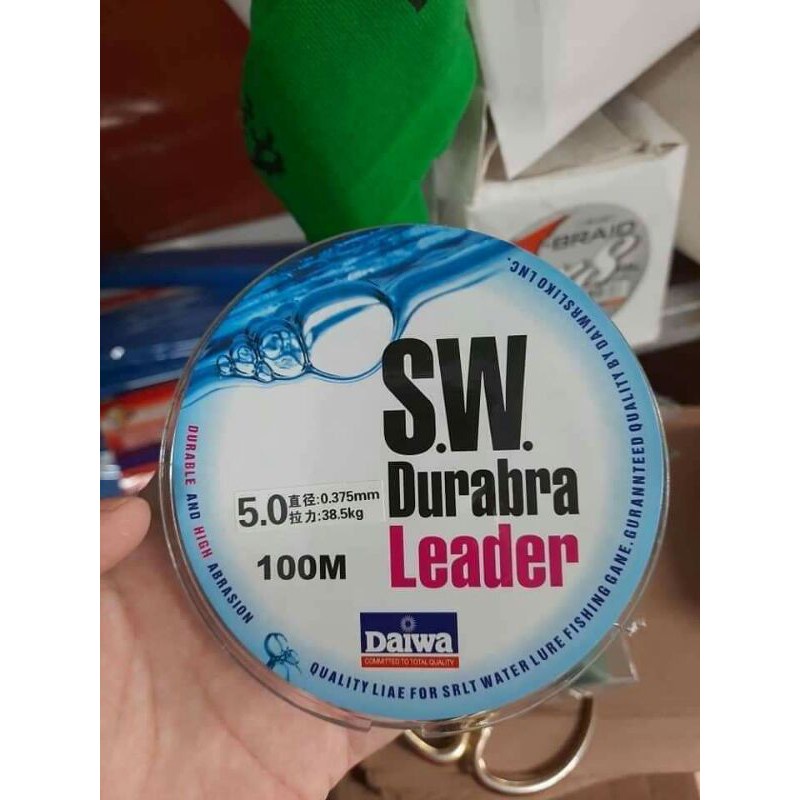 S.W.
Durabra
Leader
5.0
直径:0.375mm
拉力:38.5kg
100M
DAIWA
COMMITTED TO TOTAL QUALITY
DURABLE AND HIGH ABRASION
QUALITY LIAE FOR SRLT WATER LURE FISHING GANE. GURANNTEED QUALITY BY DAIWRSLIKO LNC.
-BRAID